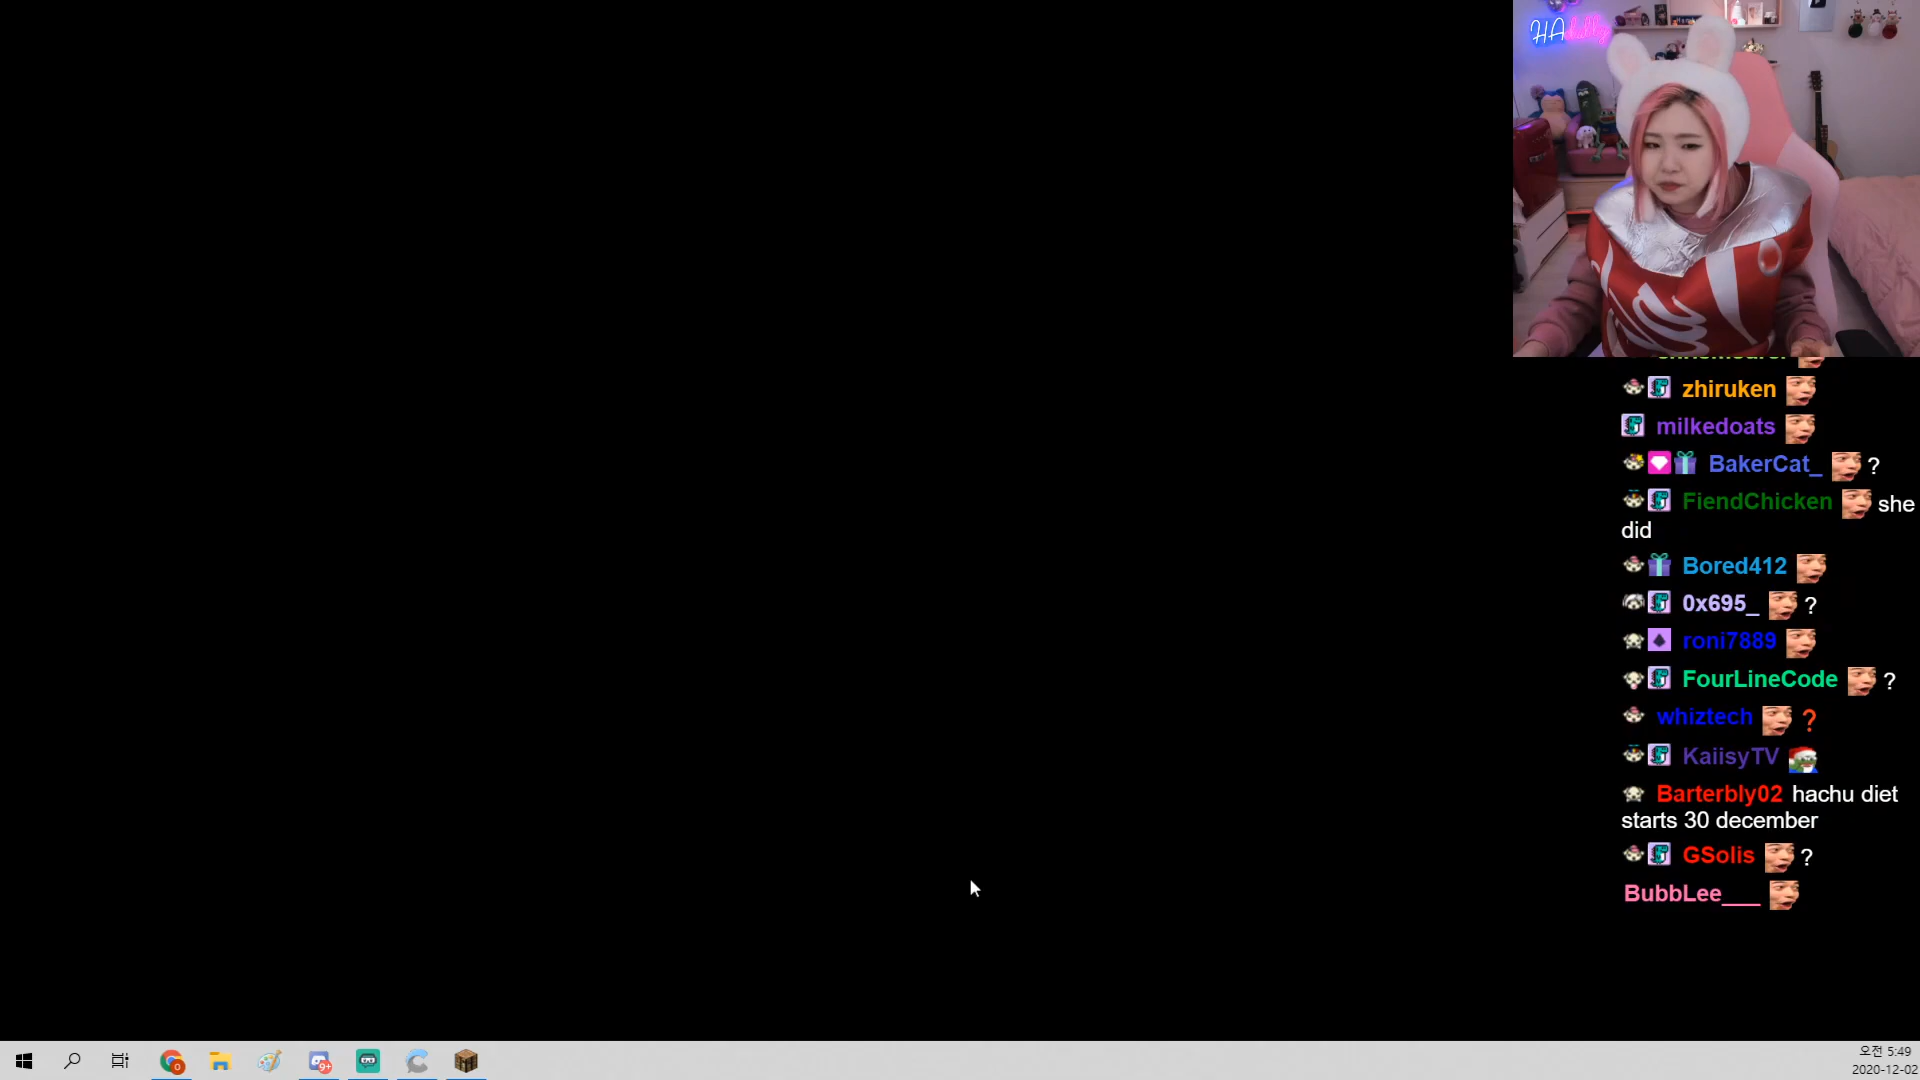 HA
zhiruken
milkedoats
BakerCat_ ?
FiendChicken she
did
Bored412
0x695_ ?
roni7889
FourLineCode ?
whiztech ?
KaiisyTV
Barterbly02 hachu diet
starts 30 december
GSolis ?
BubbLee___
9+
오전 5:49
2020-12-02